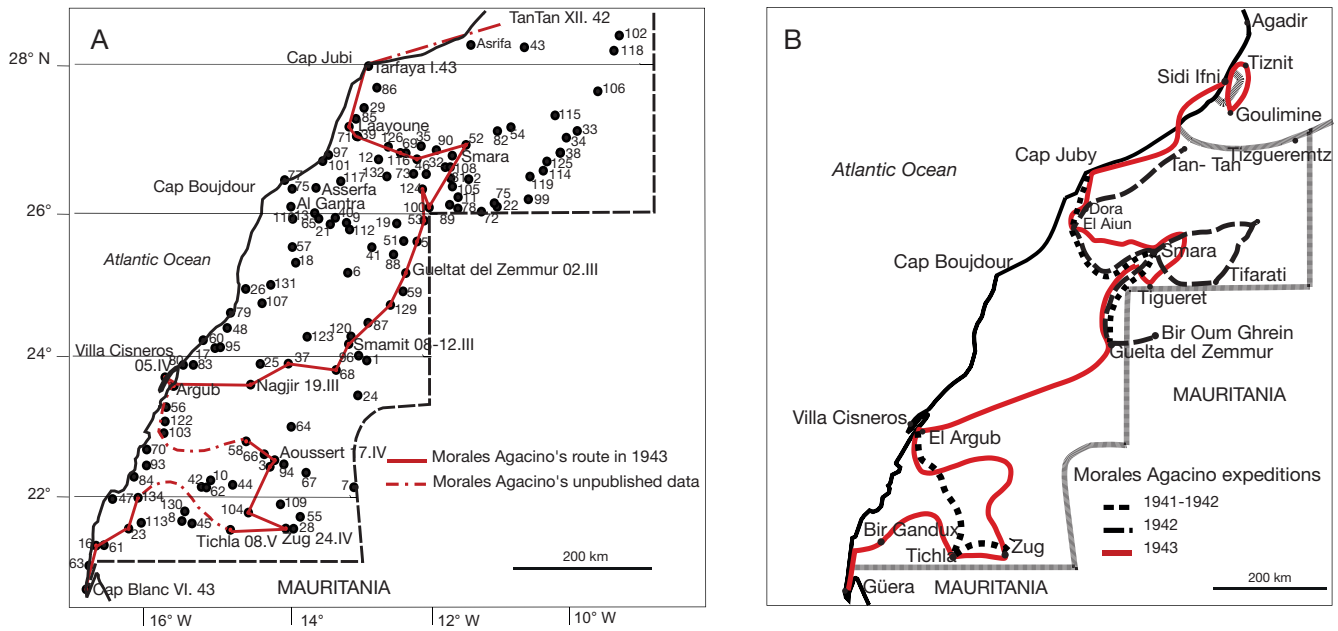 A
TanTan XII. 42
102
Asrifa
43
118
28° N
Cap Jubi
Tarfaya I.43
86
106
29
85
115
Laayoune
71
39
126
35
90
52
82
54
33
34
97
12
116
69
Smara
38
101
132
73
46
32
108
125
77
117
81
2
114
Cap Boujdour
75
Asserfa
124
105
119
Al Gantra
11
75
99
26°
100
78
22
40
9
19
53
89
72
65
21
112
57
51
5
41
Atlantic Ocean
18
88
6
Gueltat del Zemmur 02.III
131
26
59
107
129
79
87
48
120
60
123
Smamit 08-12.III
17
95
24°
Villa Cisneros
05.IV
80
83
25
37
96
1
68
Argub
Nagjir 19.III
24
56
122
103
64
70
58
66
Aoussert 17.IV
Morales Agacino's route in 1943
93
3
94
84
42
10
67
Morales Agacino's unpublished data
62
44
7
22°
47
134
109
130
104
55
113
8
45
28
23
Tichla 08.V
Zug 24.IV
16
61
200 km
63
MAURITANIA
Cap Blanc VI. 43
16° W
14°
12° W
10° W
B
Agadir
Tiznit
Sidi Ifni
Goulimine
Cap Juby
Tan- Tan
Tizgueremtz
Atlantic Ocean
Dora
El Aiun
Smara
Cap Boujdour
Tifarati
Tigueret
Bir Oum Ghrein
Guelta del Zemmur
MAURITANIA
Villa Cisneros
El Argub
Morales Agacino expeditions
1941-1942
1942
1943
Bir Gandux
Tichla
Zug
Güera
MAURITANIA
200 km